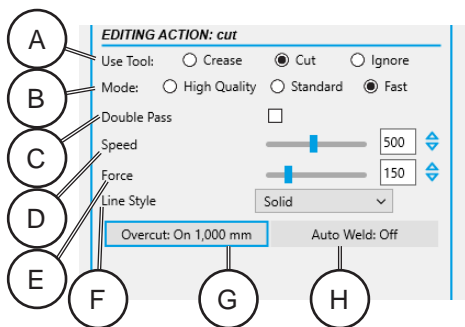 EDITING ACTION: cut
A
Use Tool: Crease Cut Ignore
B
Mode: High Quality Standard Fast
C
Double Pass
D
Speed 500
E
Force 150
F
Line Style Solid
Overcut: On 1,000 mm Auto Weld: Off
G H